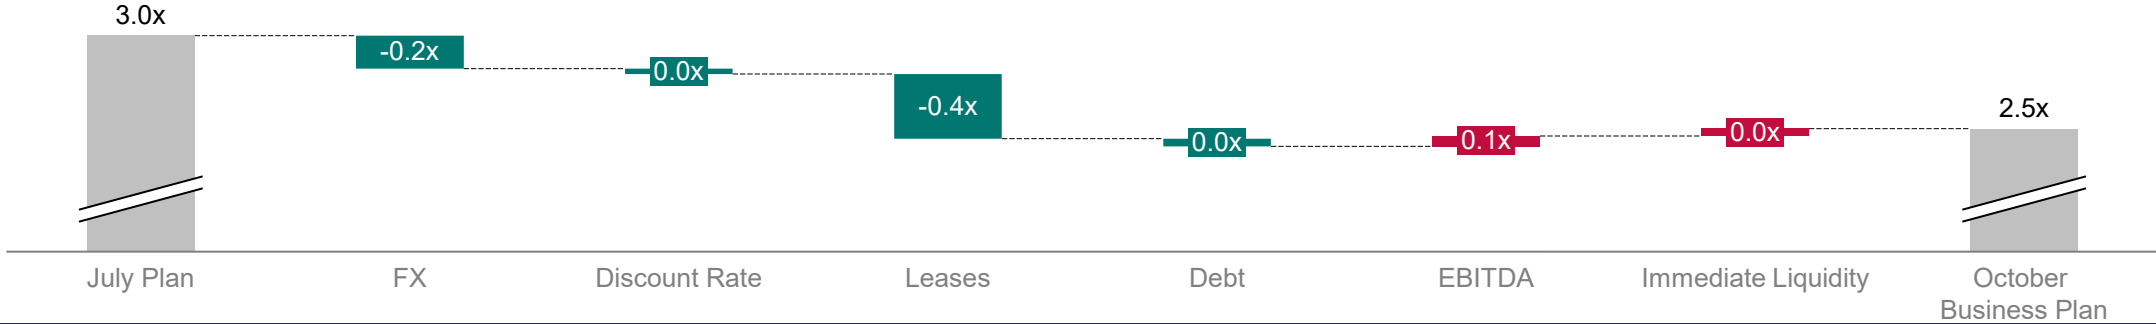 3.0x
-0.2x
0.0x
-0.4x
0.0x
0.1x
0.0x
2.5x
July Plan
FX
Discount Rate
Leases
Debt
EBITDA
Immediate Liquidity
October
Business Plan